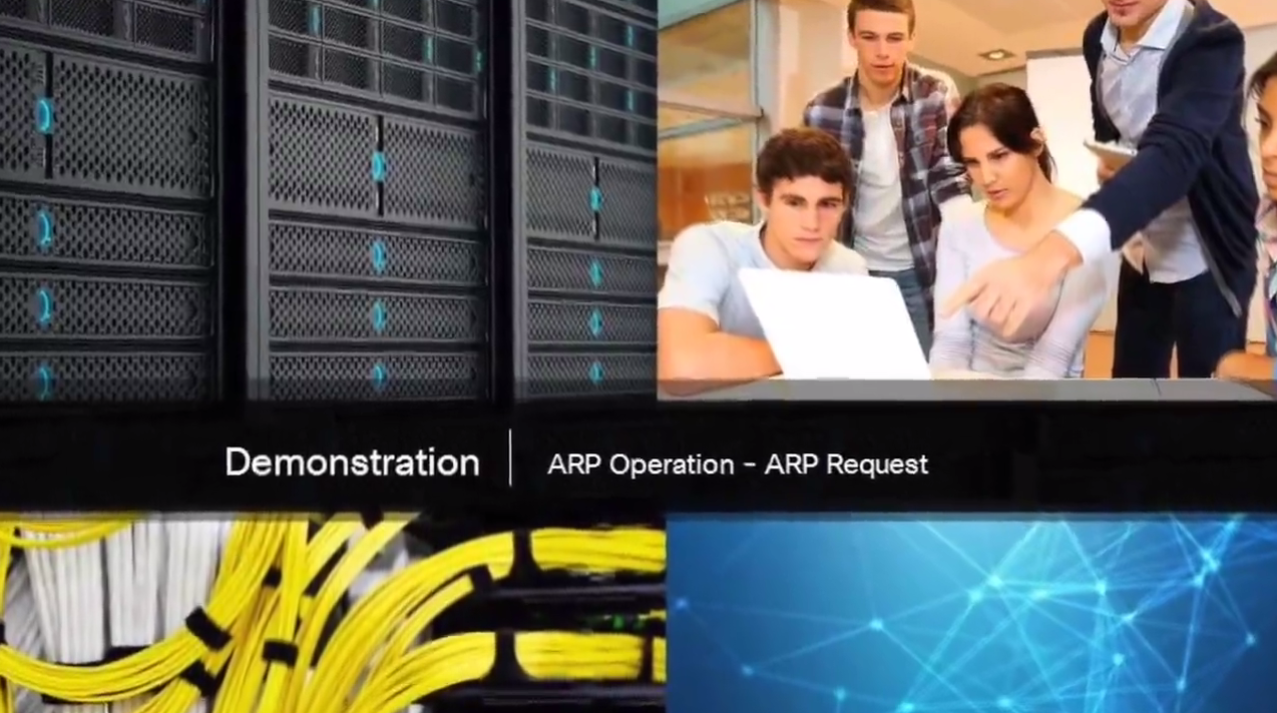 Demonstration
ARP Operation – ARP Request